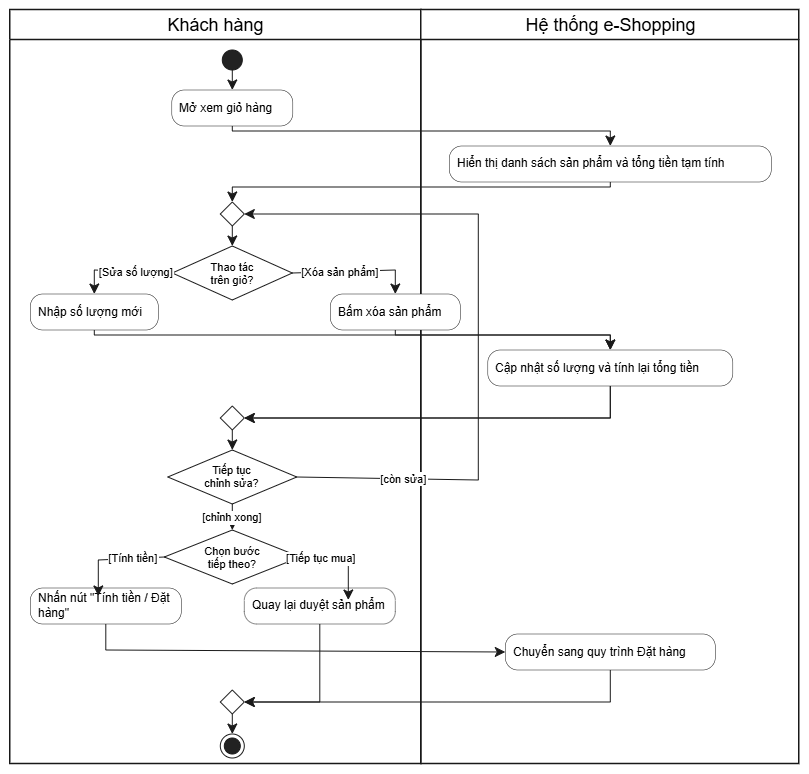 Khách hàng
Hệ thống e-Shopping
Mở xem giỏ hàng
Hiển thị danh sách sản phẩm và tổng tiền tạm tính
Thao tác
trên giỏ?
[Sửa số lượng]
[Xóa sản phẩm]
Nhập số lượng mới
Bấm xóa sản phẩm
Cập nhật số lượng và tính lại tổng tiền
Tiếp tục
chỉnh sửa?
[còn sửa]
[chỉnh xong]
Chọn bước
tiếp theo?
[Tính tiền]
[Tiếp tục mua]
Nhấn nút "Tính tiền / Đặt
hàng"
Quay lại duyệt sản phẩm
Chuyển sang quy trình Đặt hàng